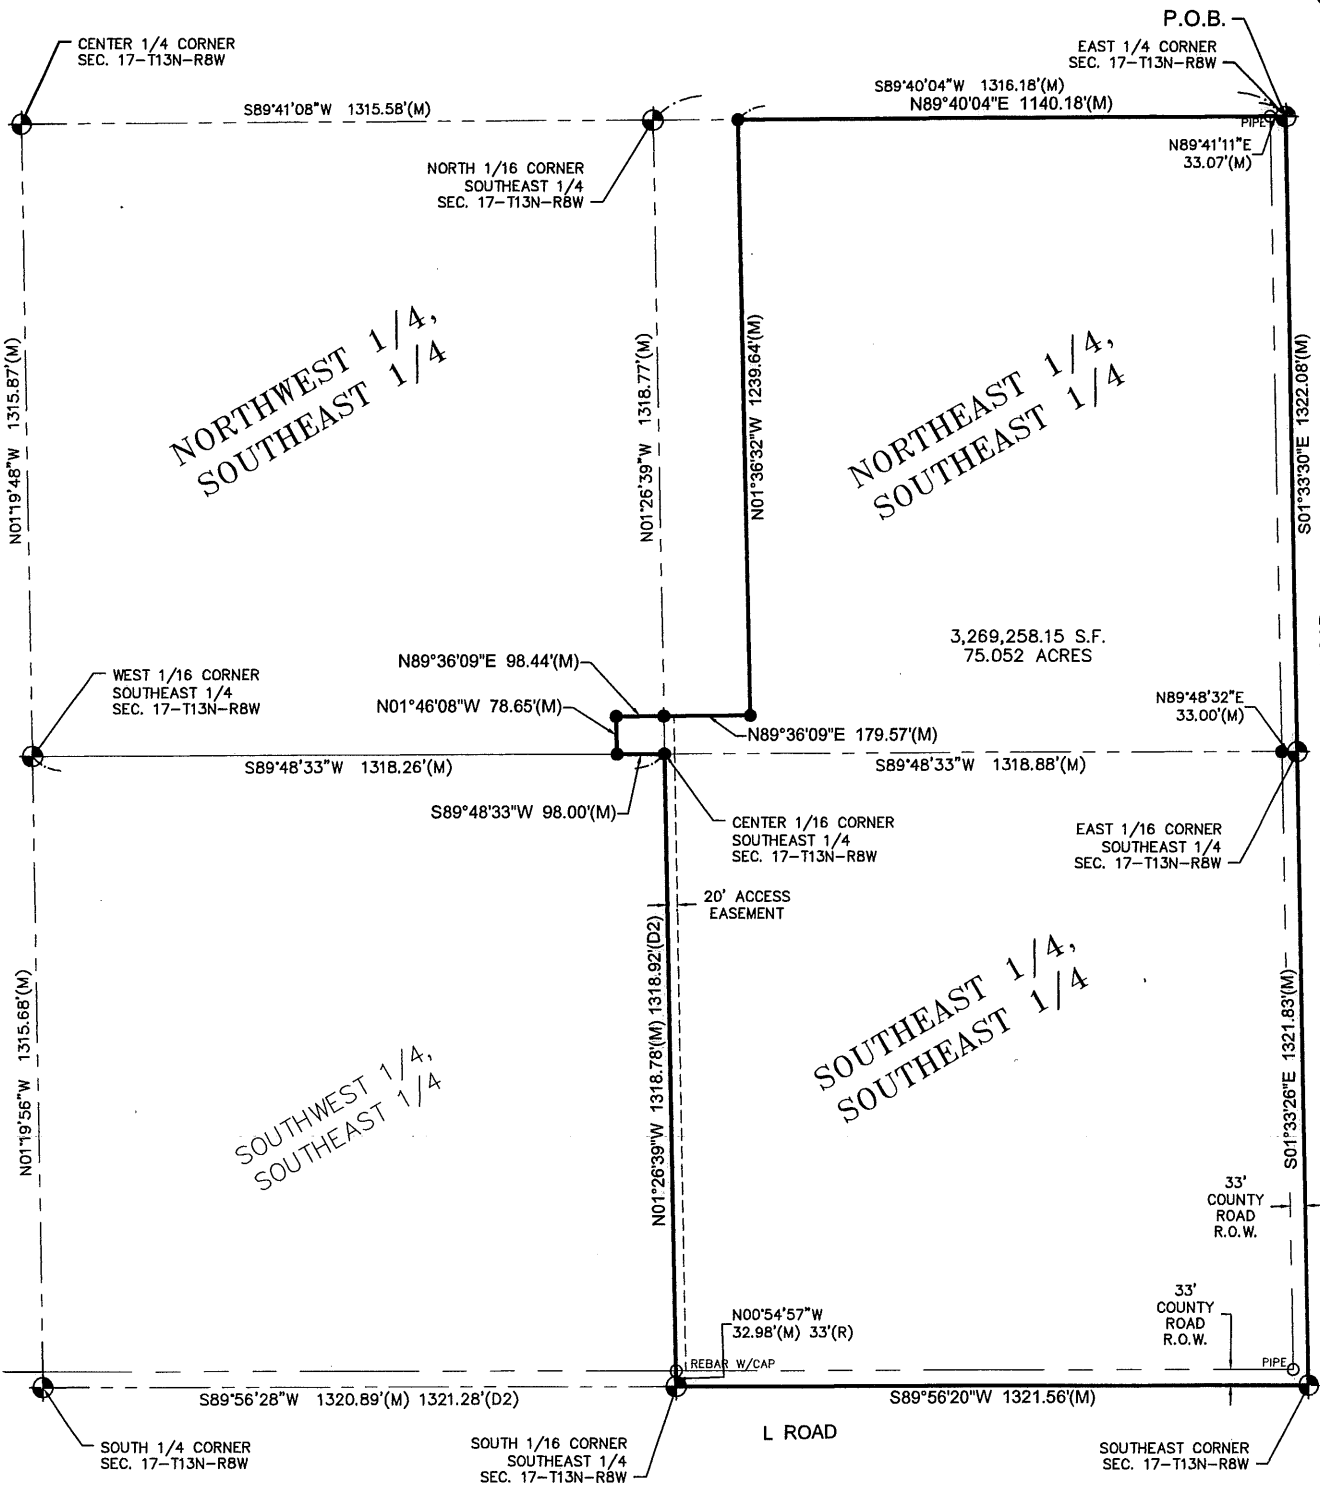 P.O.B.
CENTER 1/4 CORNER
SEC. 17-T13N-R8W
EAST 1/4 CORNER
SEC. 17-T13N-R8W
S89°41'08"W 1315.58'(M)
S89°40'04"W 1316.18'(M)
N89°40'04"E 1140.18'(M)
PIPE
N89°41'11"E
33.07'(M)
NORTH 1/16 CORNER
SOUTHEAST 1/4
SEC. 17-T13N-R8W
N01°19'48"W 1315.87'(M)
NORTHWEST 1/4,
SOUTHEAST 1/4
N01°26'39"W 1318.77'(M)
N01°36'32"W 1239.64'(M)
NORTHEAST 1/4,
SOUTHEAST 1/4
S01°33'30"E 1322.08'(M)
3,269,258.15 S.F.
75.052 ACRES
N89°36'09"E 98.44'(M)
WEST 1/16 CORNER
SOUTHEAST 1/4
SEC. 17-T13N-R8W
N01°46'08"W 78.65'(M)
N89°48'32"E
33.00'(M)
N89°36'09"E 179.57'(M)
S89°48'33"W 1318.26'(M)
S89°48'33"W 1318.88'(M)
S89°48'33"W 98.00'(M)
CENTER 1/16 CORNER
SOUTHEAST 1/4
SEC. 17-T13N-R8W
EAST 1/16 CORNER
SOUTHEAST 1/4
SEC. 17-T13N-R8W
20' ACCESS
EASEMENT
N01°19'56"W 1315.68'(M)
SOUTHWEST 1/4,
SOUTHEAST 1/4
N01°26'39"W 1318.78'(M) 1318.92'(D2)
SOUTHEAST 1/4,
SOUTHEAST 1/4
S01°33'26"E 1321.83'(M)
33'
COUNTY
ROAD
R.O.W.
33'
COUNTY
ROAD
R.O.W.
N00°54'57"W
32.98'(M) 33'(R)
REBAR W/CAP
PIPE
S89°56'28"W 1320.89'(M) 1321.28'(D2)
S89°56'20"W 1321.56'(M)
L ROAD
SOUTH 1/4 CORNER
SEC. 17-T13N-R8W
SOUTH 1/16 CORNER
SOUTHEAST 1/4
SEC. 17-T13N-R8W
SOUTHEAST CORNER
SEC. 17-T13N-R8W